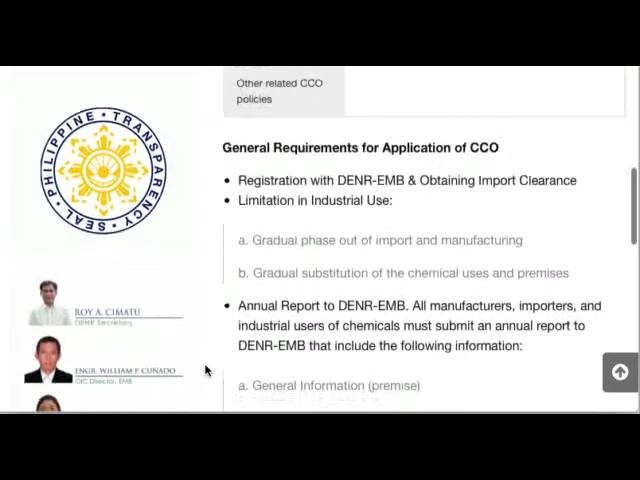 Other related CCO
policies
PHILIPPINE • TRANSPARENCY SEAL •
General Requirements for Application of CCO
• Registration with DENR-EMB & Obtaining Import Clearance
• Limitation in Industrial Use:
a. Gradual phase out of import and manufacturing
b. Gradual substitution of the chemical uses and premises
• Annual Report to DENR-EMB. All manufacturers, importers, and
industrial users of chemicals must submit an annual report to
DENR-EMB that include the following information:
a. General Information (premise)
ROY A. CIMATU
DENR Secretary
ENGR. WILLIAM P. CUÑADO
OIC Director, EMB